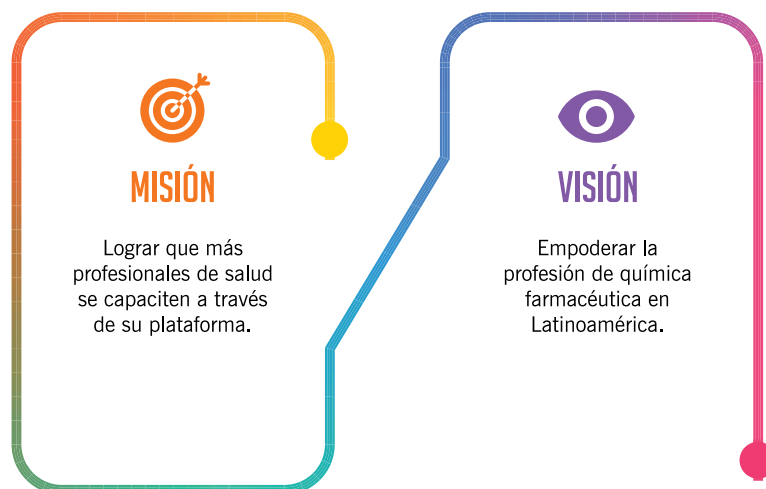 MISIÓN
Lograr que más
profesionales de salud
se capaciten a través
de su plataforma.
VISIÓN
Empoderar la
profesión de química
farmacéutica en
Latinoamérica.